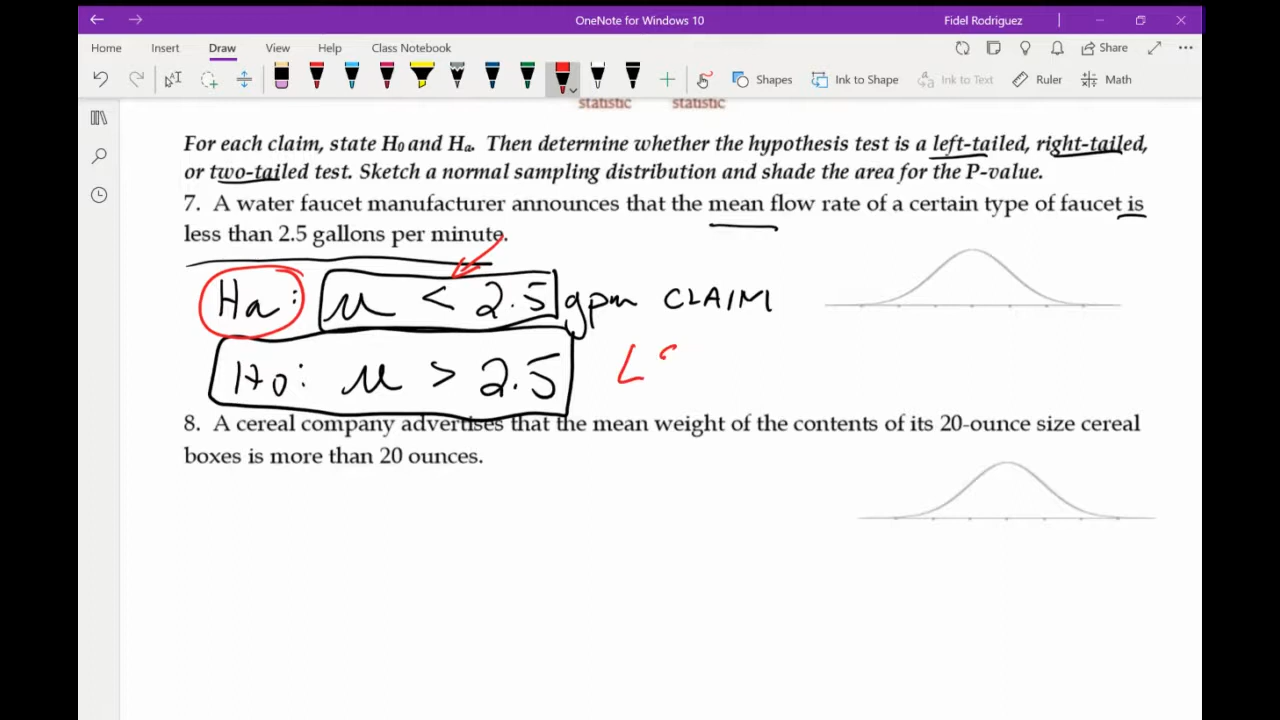 OneNote for Windows 10
Fidel Rodriguez
Home Insert Draw View Help Class Notebook Share
Shapes Ink to Shape Ink to Text Ruler Math
statistic statistic
For each claim, state H0 and Ha. Then determine whether the hypothesis test is a left-tailed, right-tailed,
or two-tailed test. Sketch a normal sampling distribution and shade the area for the P-value.
7. A water faucet manufacturer announces that the mean flow rate of a certain type of faucet is
less than 2.5 gallons per minute.
Ha: μ < 2.5 gpm CLAIM
H0: μ > 2.5 L
8. A cereal company advertises that the mean weight of the contents of its 20-ounce size cereal
boxes is more than 20 ounces.